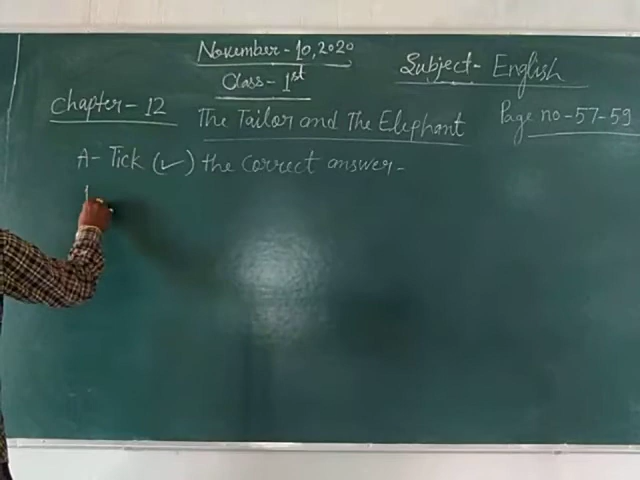 November - 10, 2020
Subject - English
Class - 1st
Chapter - 12
The Tailor and The Elephant
Page no - 57 - 59
A - Tick (✓) the correct answer -
1